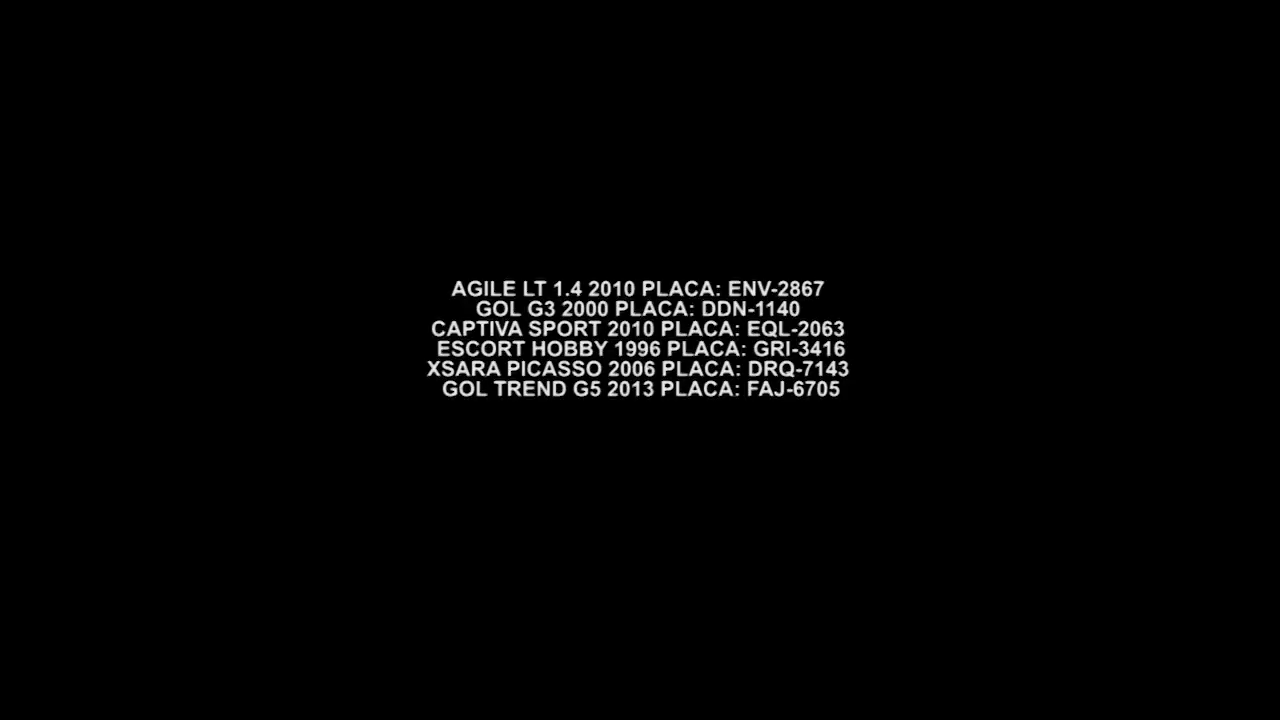 AGILE LT 1.4 2010 PLACA: ENV-2867
GOL G3 2000 PLACA: DDN-1140
CAPTIVA SPORT 2010 PLACA: EQL-2063
ESCORT HOBBY 1996 PLACA: GRI-3416
XSARA PICASSO 2006 PLACA: DRQ-7143
GOL TREND G5 2013 PLACA: FAJ-6705